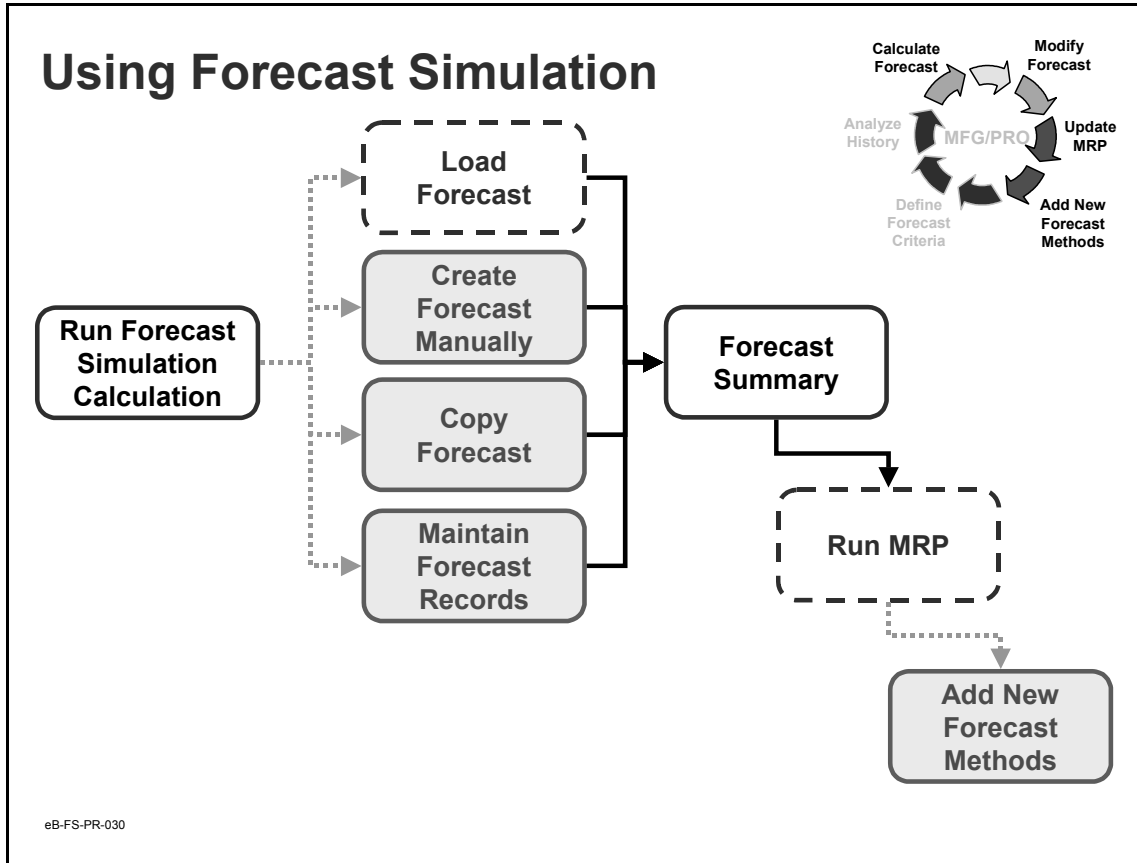 Using Forecast Simulation
Calculate
Forecast
Modify
Forecast
Analyze
History
MFG/PRO
Update
MRP
Define
Forecast
Criteria
Add New
Forecast
Methods
Load
Forecast
Create
Forecast
Manually
Run Forecast
Simulation
Calculation
Forecast
Summary
Copy
Forecast
Maintain
Forecast
Records
Run MRP
Add New
Forecast
Methods
eB-FS-PR-030